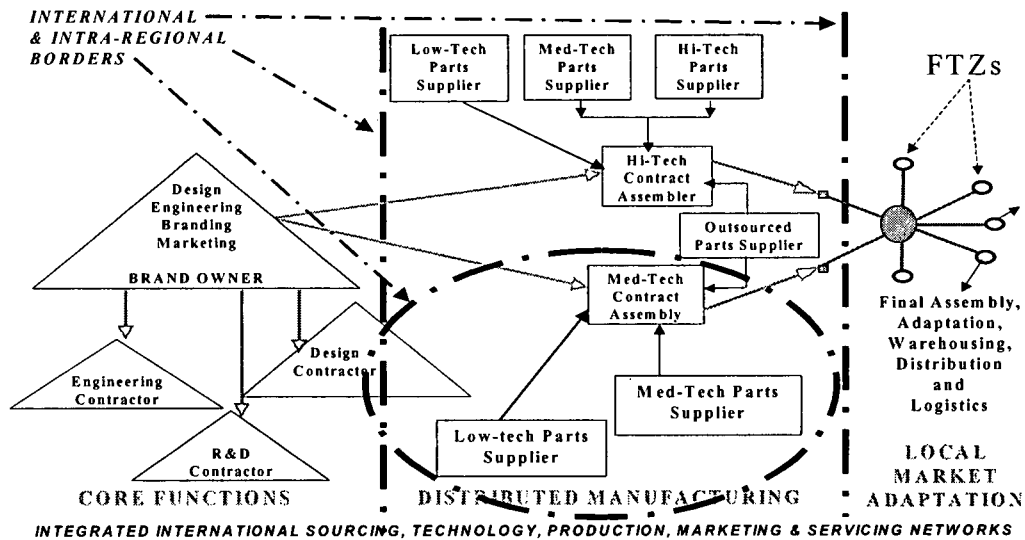 INTERNATIONAL
& INTRA-REGIONAL
BORDERS
Low-Tech
Parts
Supplier
Med-Tech
Parts
Supplier
Hi-Tech
Parts
Supplier
FTZs
Hi-Tech
Contract
Assembler
Design
Engineering
Branding
Marketing
BRAND OWNER
Outsourced
Parts Supplier
Med-Tech
Contract
Assembly
Final Assembly,
Adaptation,
Warehousing,
Distribution
and
Logistics
Engineering
Contractor
Design
Contractor
R&D
Contractor
Med-Tech Parts
Supplier
Low-tech Parts
Supplier
CORE FUNCTIONS
DISTRIBUTED MANUFACTURING
LOCAL
MARKET
ADAPTATION
INTEGRATED INTERNATIONAL SOURCING, TECHNOLOGY, PRODUCTION, MARKETING & SERVICING NETWORKS